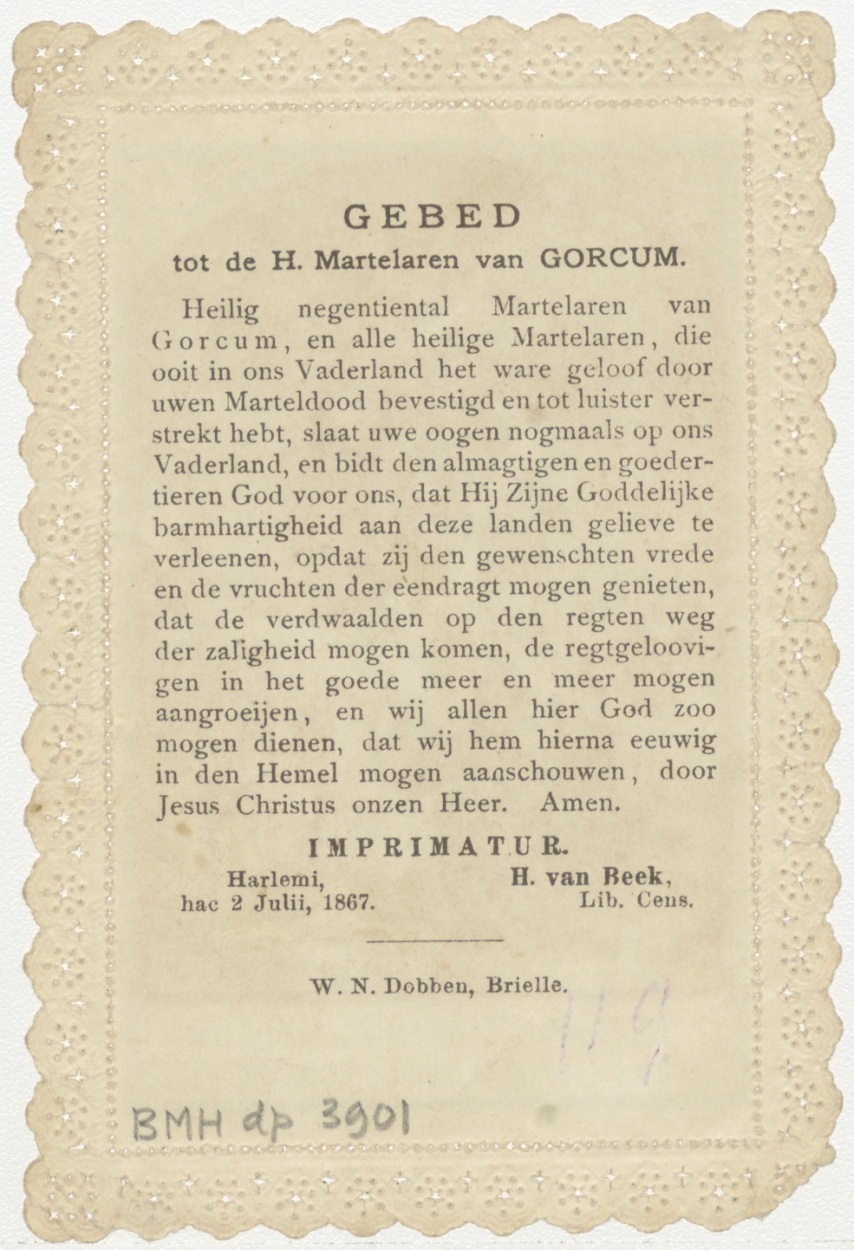 GEBED
tot de H. Martelaren van GORCUM.
Heilig negentiental Martelaren van
Gorcum, en alle heilige Martelaren, die
ooit in ons Vaderland het ware geloof door
uwen Marteldood bevestigd en tot luister ver-
strekt hebt, slaat uwe oogen nogmaals op ons
Vaderland, en bidt den almagtigen en goeder-
tieren God voor ons, dat Hij Zijne Goddelijke
barmhartigheid aan deze landen gelieve te
verleenen, opdat zij den gewenschten vrede
en de vruchten der eendragt mogen genieten,
dat de verdwaalden op den regten weg
der zaligheid mogen komen, de regtgeloovi-
gen in het goede meer en meer mogen
aangroeijen, en wij allen hier God zoo
mogen dienen, dat wij hem hierna eeuwig
in den Hemel mogen aanschouwen, door
Jesus Christus onzen Heer. Amen.
IMPRIMATUR.
Harlemi, H. van Beek,
hac 2 Julii, 1867. Lib. Cens.
W. N. Dobben, Brielle.
119
BMH dp 3901